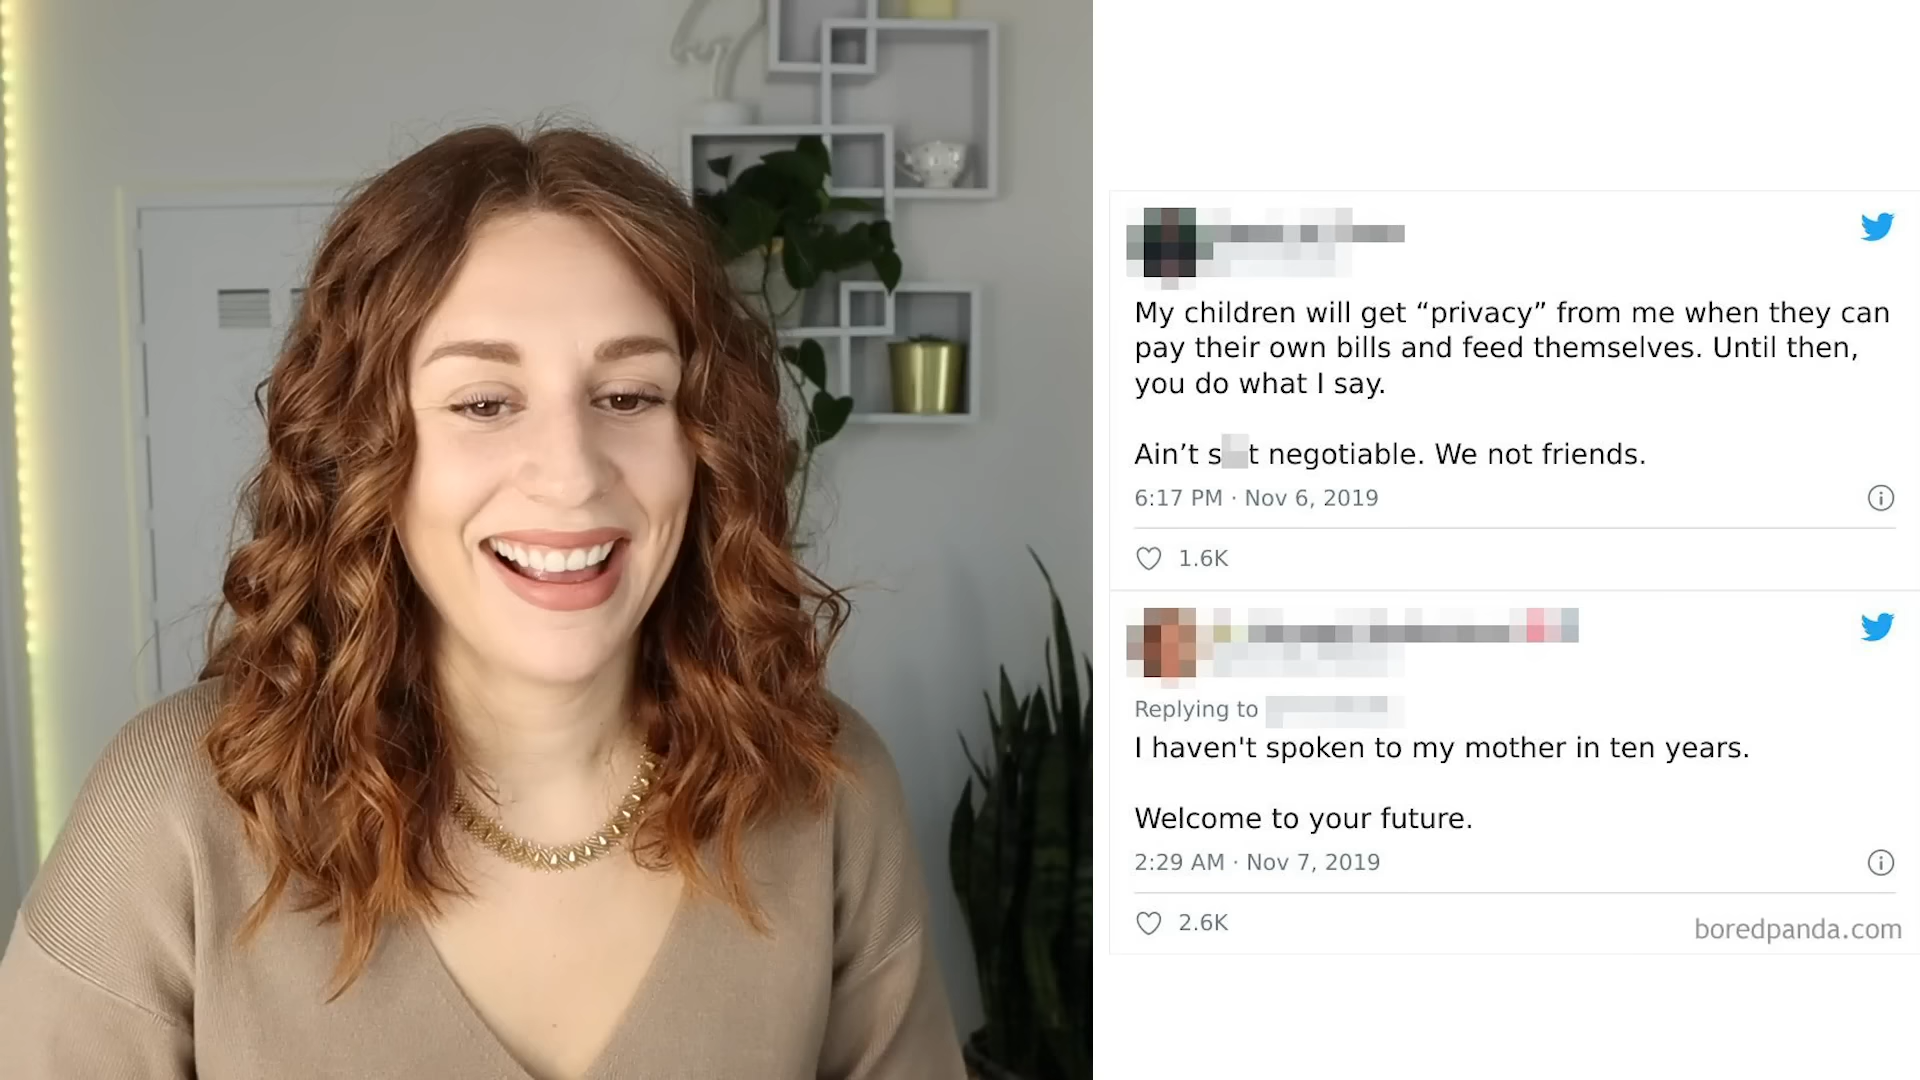 My children will get “privacy” from me when they can
pay their own bills and feed themselves. Until then,
you do what I say.
Ain’t s t negotiable. We not friends.
6:17 PM · Nov 6, 2019
1.6K
Replying to
I haven't spoken to my mother in ten years.
Welcome to your future.
2:29 AM · Nov 7, 2019
2.6K
boredpanda.com